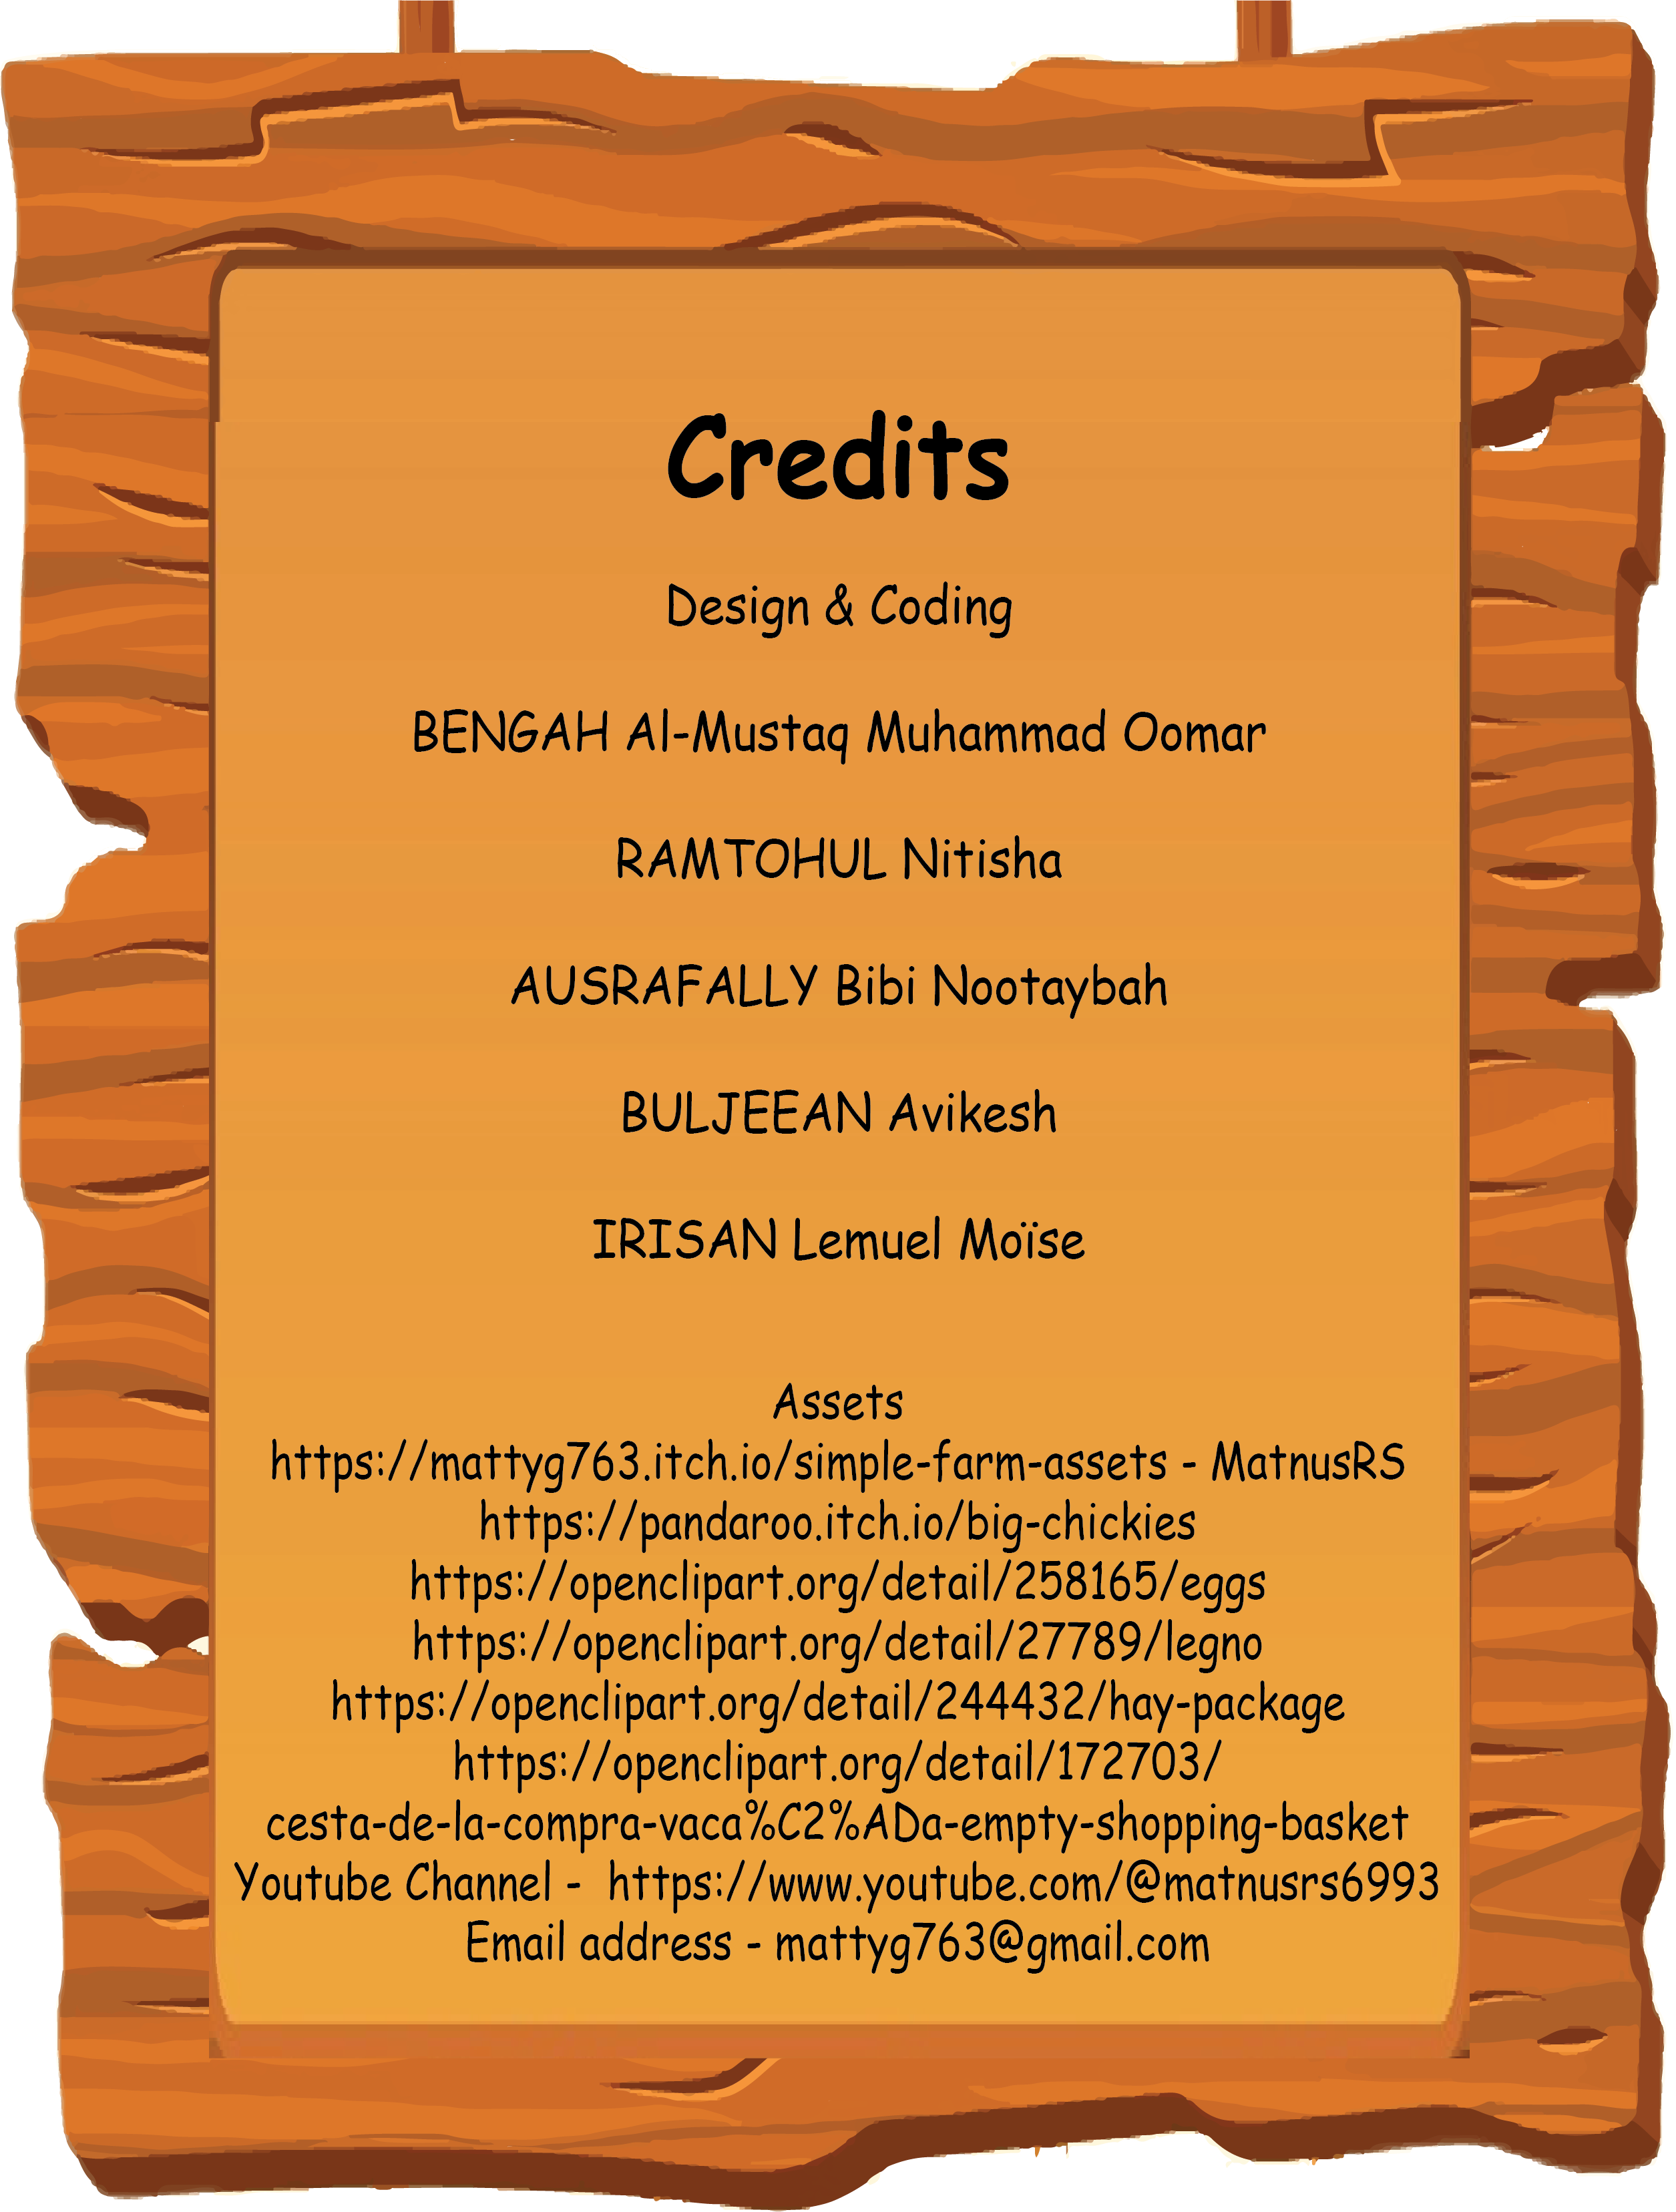 Credits
Design & Coding
BENGAH Al-Mustaq Muhammad Oomar
RAMTOHUL Nitisha
AUSRAFALLY Bibi Nootaybah
BULJEEAN Avikesh
IRISAN Lemuel Moïse
Assets
https://mattyg763.itch.io/simple-farm-assets - MatnusRS
https://pandaroo.itch.io/big-chickies
https://openclipart.org/detail/258165/eggs
https://openclipart.org/detail/27789/legno
https://openclipart.org/detail/244432/hay-package
https://openclipart.org/detail/172703/
cesta-de-la-compra-vaca%C2%ADa-empty-shopping-basket
Youtube Channel -  https://www.youtube.com/@matnusrs6993
Email address - mattyg763@gmail.com